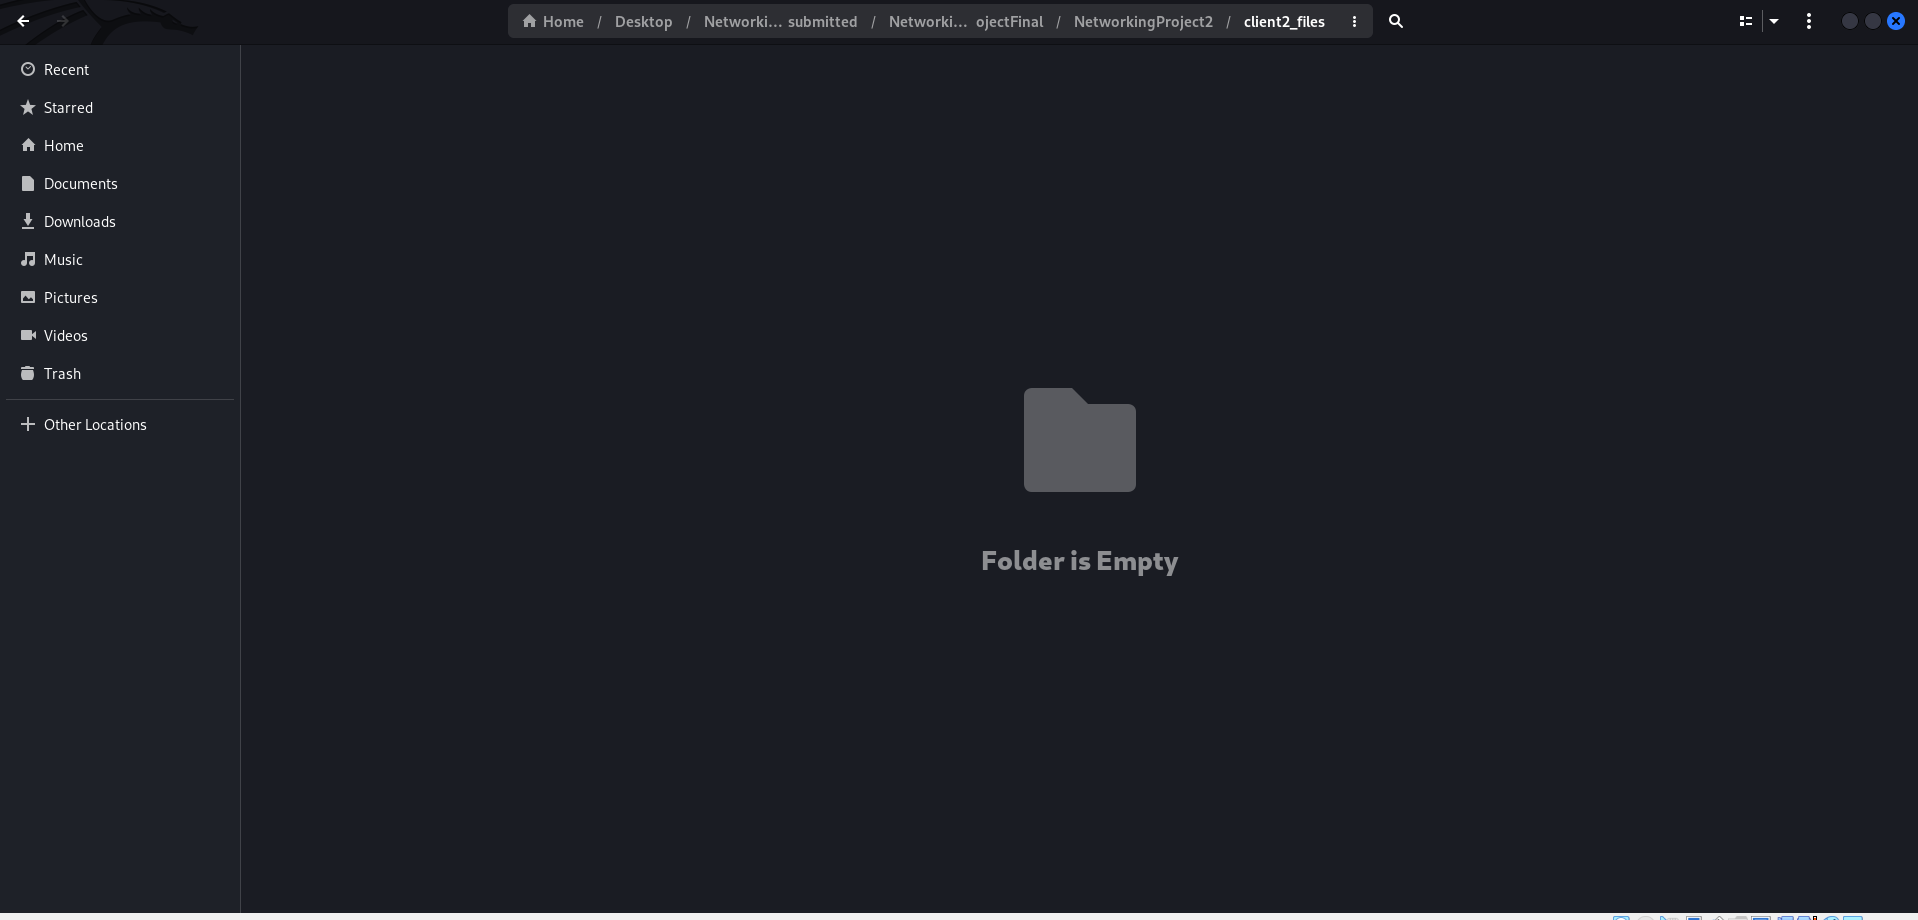 Home / Desktop / Networki... submitted / Networki... ojectFinal / NetworkingProject2 / client2_files
Recent
Starred
Home
Documents
Downloads
Music
Pictures
Videos
Trash
Other Locations
Folder is Empty